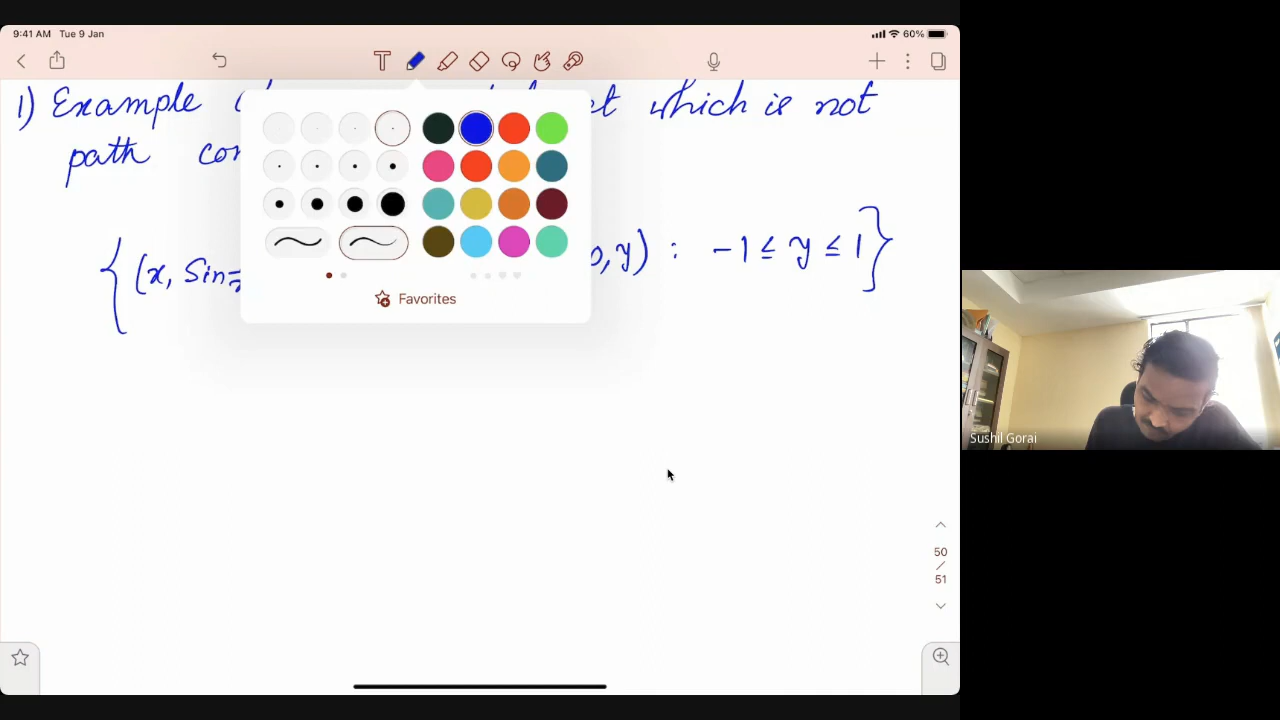 9:41 AM Tue 9 Jan
60%
1) Example which is not
path
{(x, Sin y) : -1 ≤ y ≤ 1}
Favorites
50
/
51
Sushil Gorai